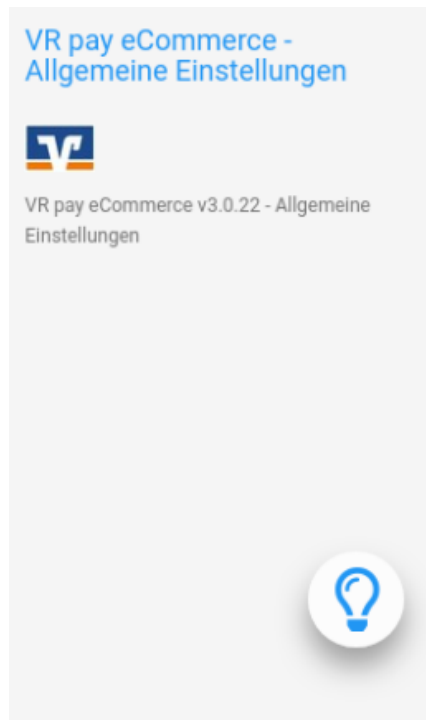 VR pay eCommerce -
Allgemeine Einstellungen
VR pay eCommerce v3.0.22 - Allgemeine
Einstellungen